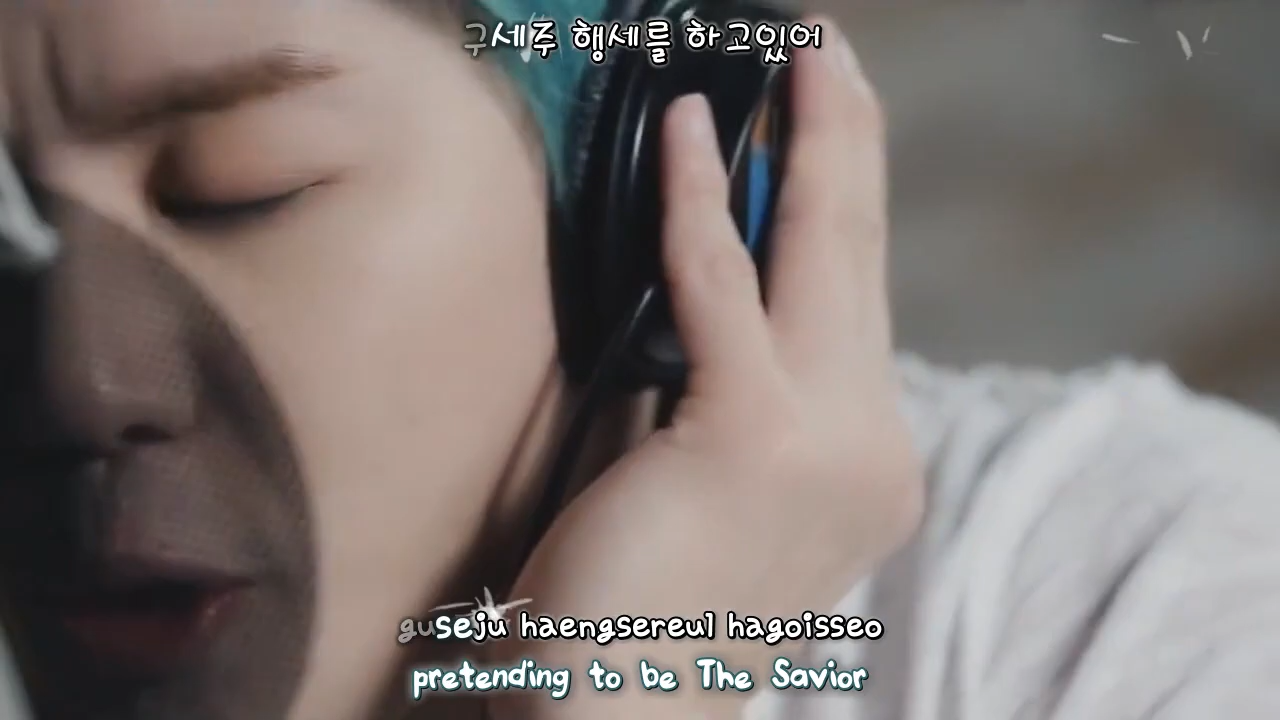 구세주 행세를 하고있어
guseju haengsereul hagoisseo
pretending to be The Savior